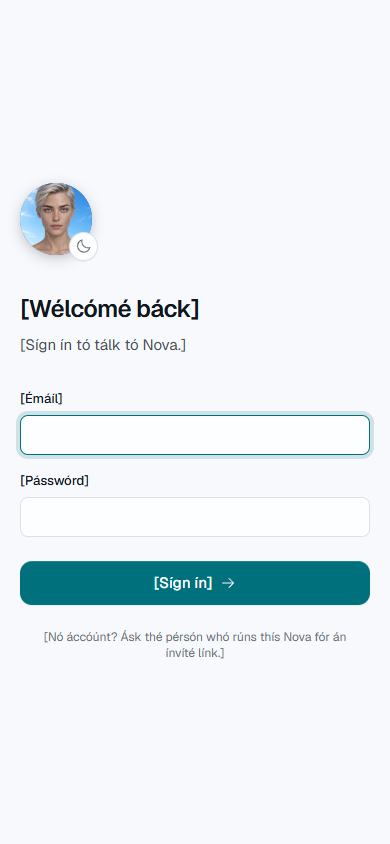 [Wélcómé báck]
[Sígn ín tó tálk tó Nova.]
[Émáíl]
[Pásswórd]
[Sígn ín]
[Nó áccóúnt? Ásk thé pérsón whó rúns thís Nova fór án
ínvíté línk.]